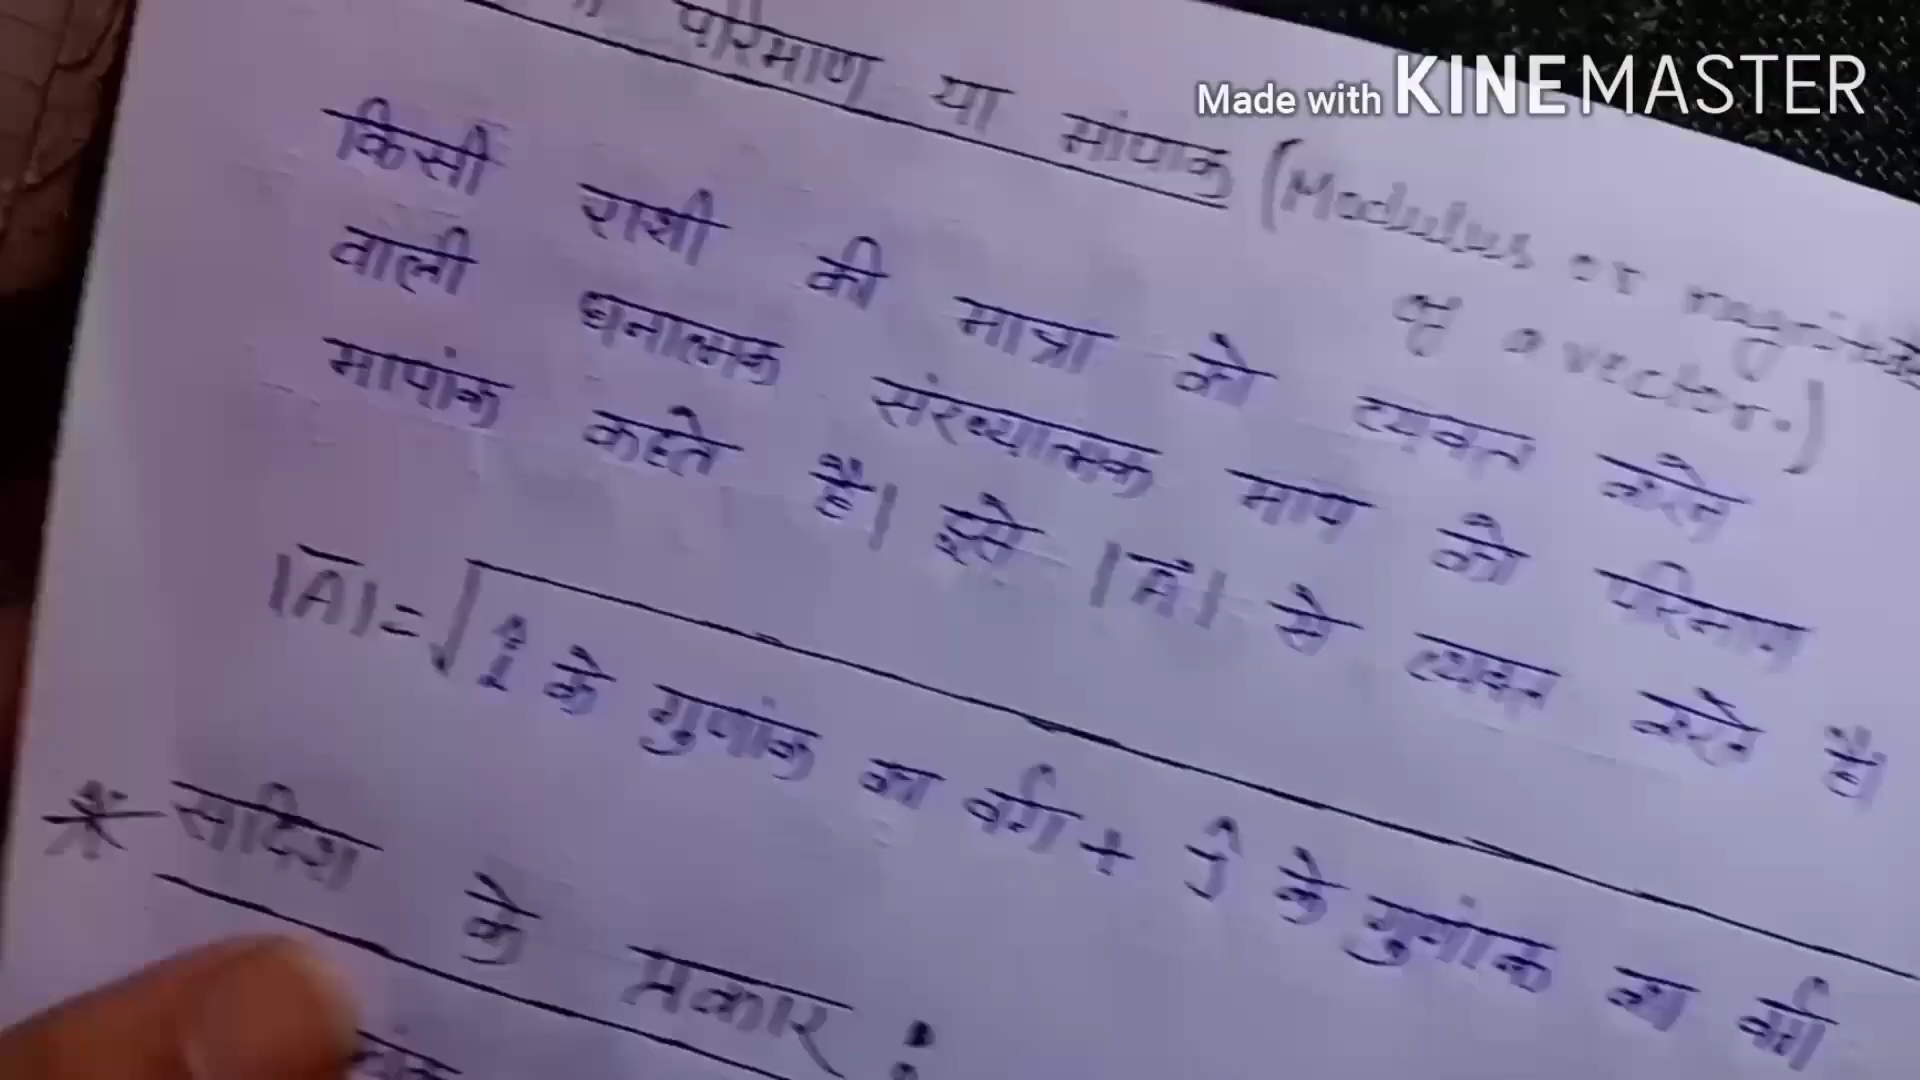 Made with KINEMASTER
परिमाण या मांपाक (Modulus or magnitude
of a vector.)
किसी राशी की मात्रा को व्यक्त करने
वाली धनात्मक संख्यात्मक माप को परिमाण
मापांक कहते है। इसे |A⃗| से व्यक्त करते है।
|A̅|=√î के गुणांक का वर्ग + ĵ के गुणांक का वर्ग
* सदिश के प्रकार :